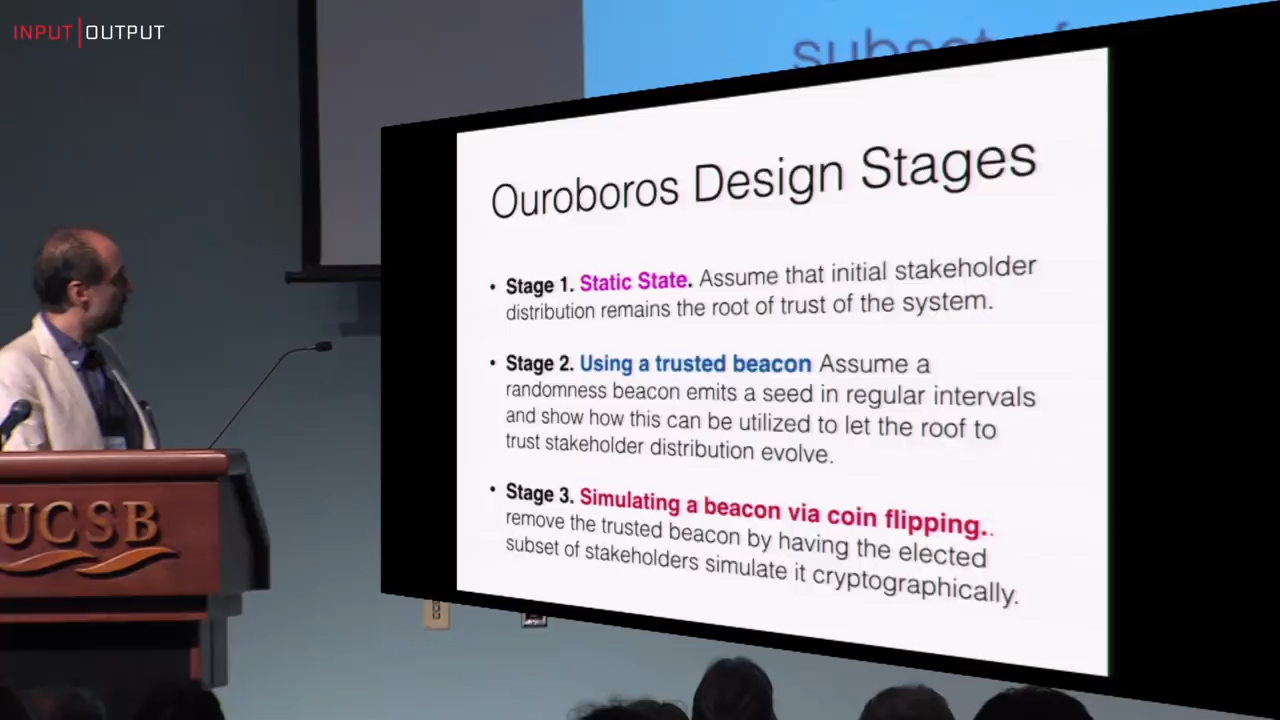 INPUT|OUTPUT
subset of
Ouroboros Design Stages
• Stage 1. Static State. Assume that initial stakeholder
distribution remains the root of trust of the system.
• Stage 2. Using a trusted beacon Assume a
randomness beacon emits a seed in regular intervals
and show how this can be utilized to let the roof to
trust stakeholder distribution evolve.
• Stage 3. Simulating a beacon via coin flipping..
remove the trusted beacon by having the elected
subset of stakeholders simulate it cryptographically.
UCSB